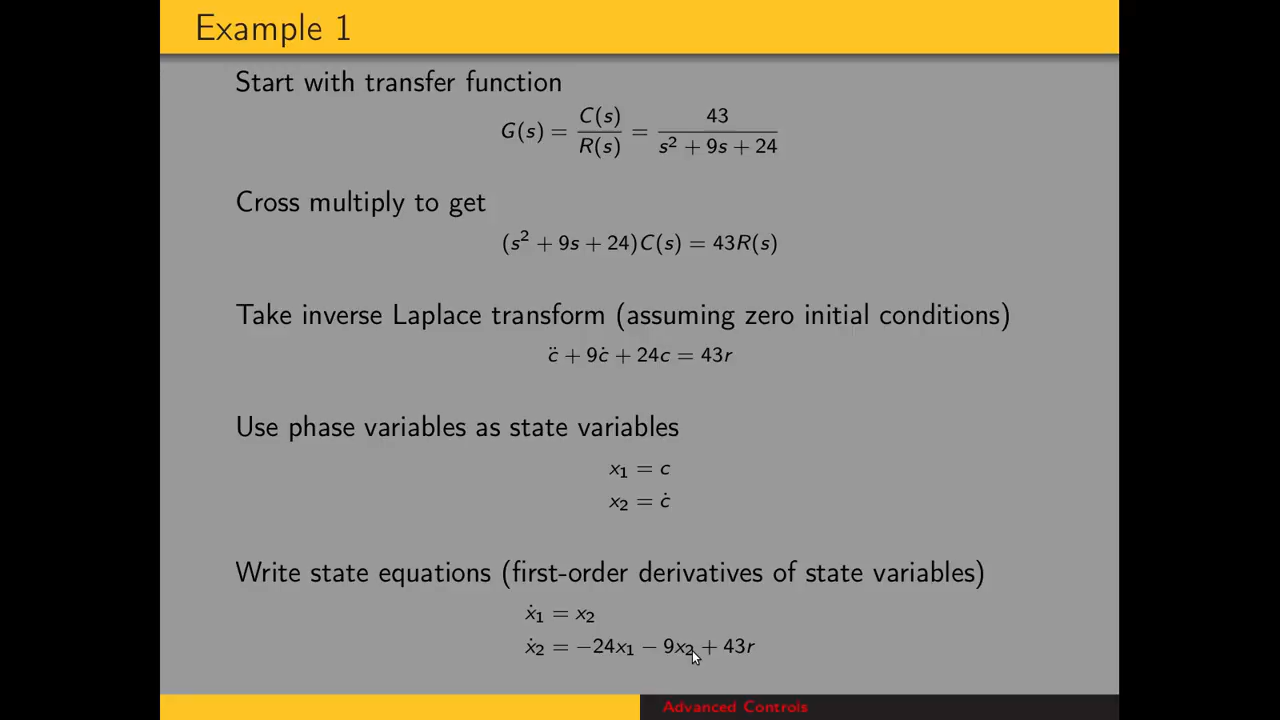 Example 1
Start with transfer function
G(s) = C(s)/R(s) = 43/(s² + 9s + 24)
Cross multiply to get
(s² + 9s + 24)C(s) = 43R(s)
Take inverse Laplace transform (assuming zero initial conditions)
c̈ + 9ċ + 24c = 43r
Use phase variables as state variables
x₁ = c
x₂ = ċ
Write state equations (first-order derivatives of state variables)
ẋ₁ = x₂
ẋ₂ = −24x₁ − 9x₂ + 43r
Advanced Controls